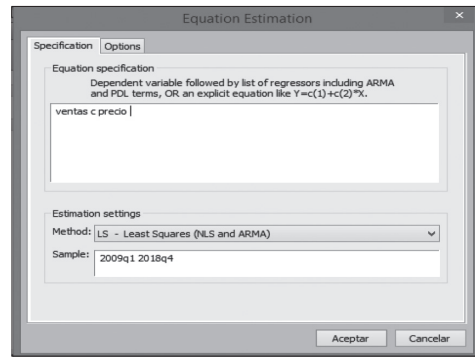 Equation Estimation
Specification Options
Equation specification
Dependent variable followed by list of regressors including ARMA
and PDL terms, OR an explicit equation like Y=c(1)+c(2)*X.
ventas c precio
Estimation settings
Method: LS - Least Squares (NLS and ARMA)
Sample: 2009q1 2018q4
Aceptar Cancelar